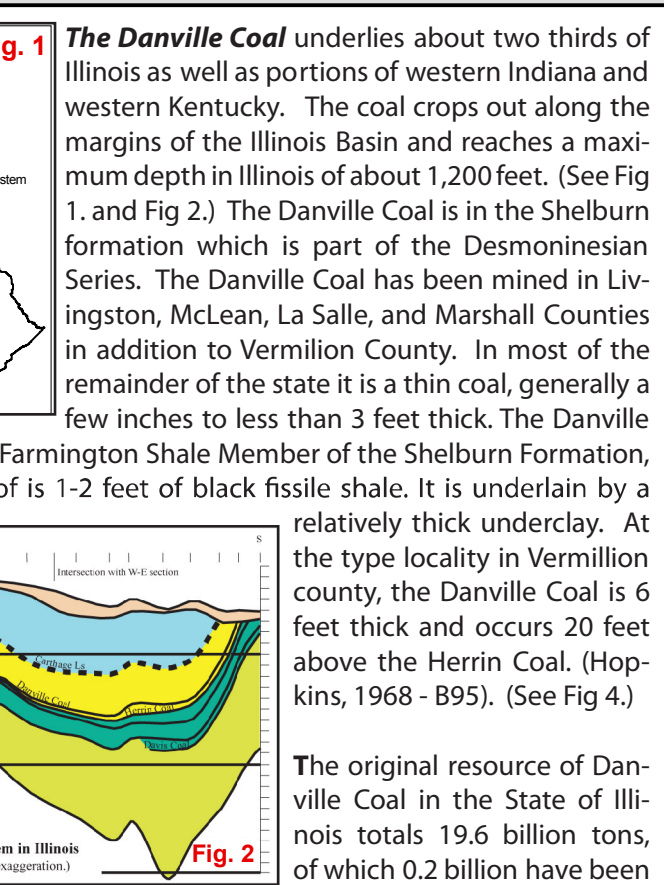 g. 1
stem
The Danville Coal underlies about two thirds of
Illinois as well as portions of western Indiana and
western Kentucky. The coal crops out along the
margins of the Illinois Basin and reaches a maxi-
mum depth in Illinois of about 1,200 feet. (See Fig
1. and Fig 2.) The Danville Coal is in the Shelburn
formation which is part of the Desmoninesian
Series. The Danville Coal has been mined in Liv-
ingston, McLean, La Salle, and Marshall Counties
in addition to Vermilion County. In most of the
remainder of the state it is a thin coal, generally a
few inches to less than 3 feet thick. The Danville
Farmington Shale Member of the Shelburn Formation,
of is 1-2 feet of black fissile shale. It is underlain by a
relatively thick underclay. At
the type locality in Vermillion
county, the Danville Coal is 6
feet thick and occurs 20 feet
above the Herrin Coal. (Hop-
kins, 1968 - B95). (See Fig 4.)
The original resource of Dan-
ville Coal in the State of Illi-
nois totals 19.6 billion tons,
of which 0.2 billion have been
S
Intersection with W-E section
Carthage Ls
Danville Coal
Herrin Coal
Davis Coal
em in Illinois
xaggeration.)
Fig. 2